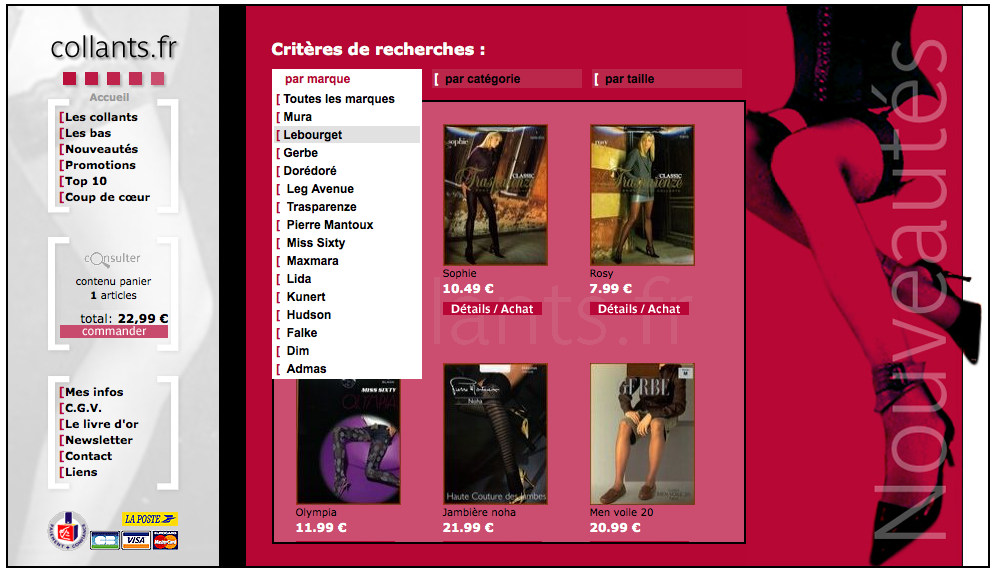 collants.fr
Accueil
[Les collants
[Les bas
[Nouveautés
[Promotions
[Top 10
[Coup de cœur
consulter
contenu panier
1 articles
total: 22,99 €
commander
[Mes infos
[C.G.V.
[Le livre d'or
[Newsletter
[Contact
[Liens
LA POSTE
CB VISA MasterCard
Critères de recherches :
par marque
[ par catégorie
[ par taille
[ Toutes les marques
[ Mura
[ Lebourget
[ Gerbe
[ Dorédoré
[ Leg Avenue
[ Trasparenze
[ Pierre Mantoux
[ Miss Sixty
[ Maxmara
[ Lida
[ Kunert
[ Hudson
[ Falke
[ Dim
[ Admas
sophie
CLASSIC
Trasparenze
Sophie
10.49 €
Détails / Achat
rosy
CLASSIC
Trasparenze
Rosy
7.99 €
Détails / Achat
lants.fr
MISS SIXTY
OLYMPIA
Olympia
11.99 €
Pierre Mantoux
Noha
Haute Couture des Jambes
Jambière noha
21.99 €
GERBE
MEN VOILE 20
Men voile 20
20.99 €
Nouveautés